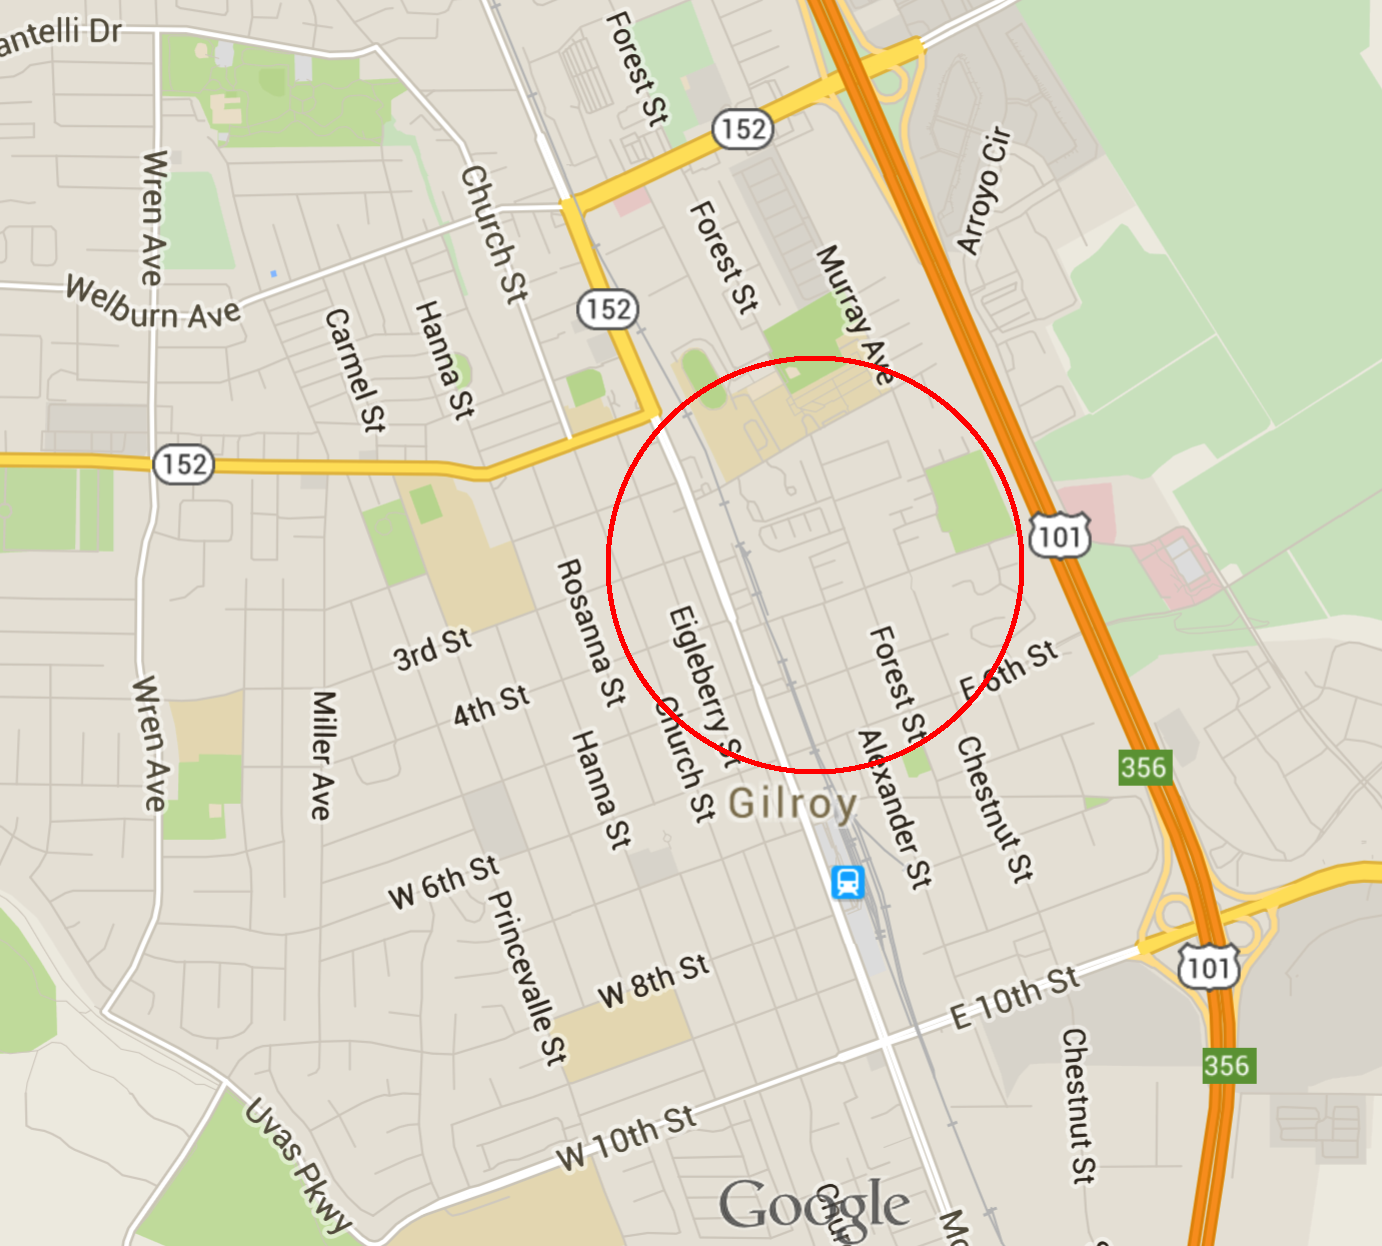 antelli Dr
Forest St
152
Wren Ave
Church St
Arroyo Cir
Forest St
Murray Ave
Welburn Ave
152
Carmel St
Hanna St
152
101
Rosanna St
Eigleberry St
3rd St
Forest St
E 6th St
4th St
Wren Ave
Miller Ave
Church St
Hanna St
Alexander St
Chestnut St
356
Gilroy
W 6th St
Princevalle St
W 8th St
101
E 10th St
Chestnut St
356
Uvas Pkwy
W 10th St
Google
Chur
Mo